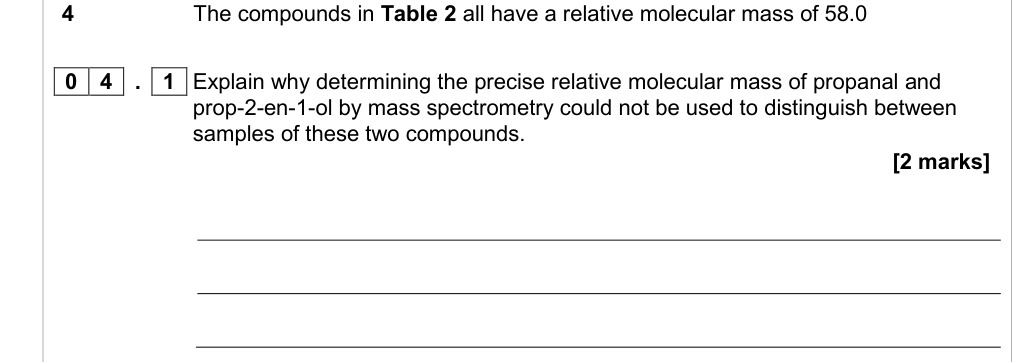 4 The compounds in Table 2 all have a relative molecular mass of 58.0
0 4 . 1 Explain why determining the precise relative molecular mass of propanal and
prop-2-en-1-ol by mass spectrometry could not be used to distinguish between
samples of these two compounds.
[2 marks]